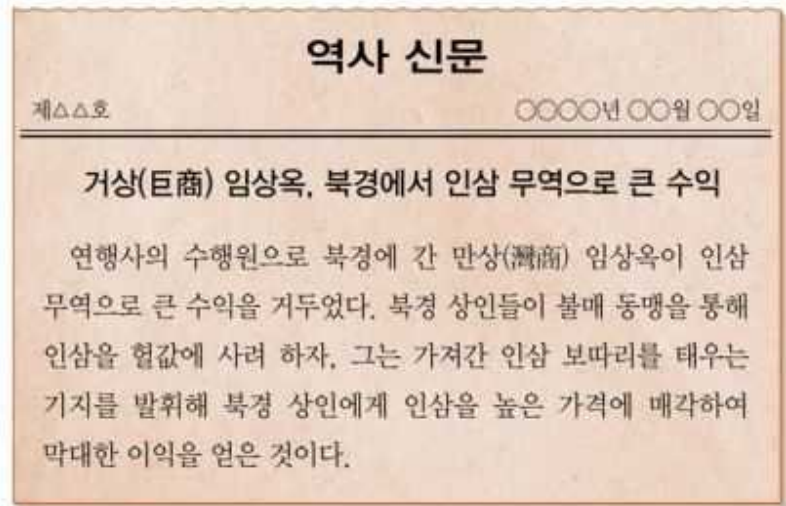 역사 신문
제△△호 ○○○○년 ○○월 ○○일
거상(巨商) 임상옥, 북경에서 인삼 무역으로 큰 수익
연행사의 수행원으로 북경에 간 만상(灣商) 임상옥이 인삼
무역으로 큰 수익을 거두었다. 북경 상인들이 불매 동맹을 통해
인삼을 헐값에 사려 하자, 그는 가져간 인삼 보따리를 태우는
기지를 발휘해 북경 상인에게 인삼을 높은 가격에 매각하여
막대한 이익을 얻은 것이다.